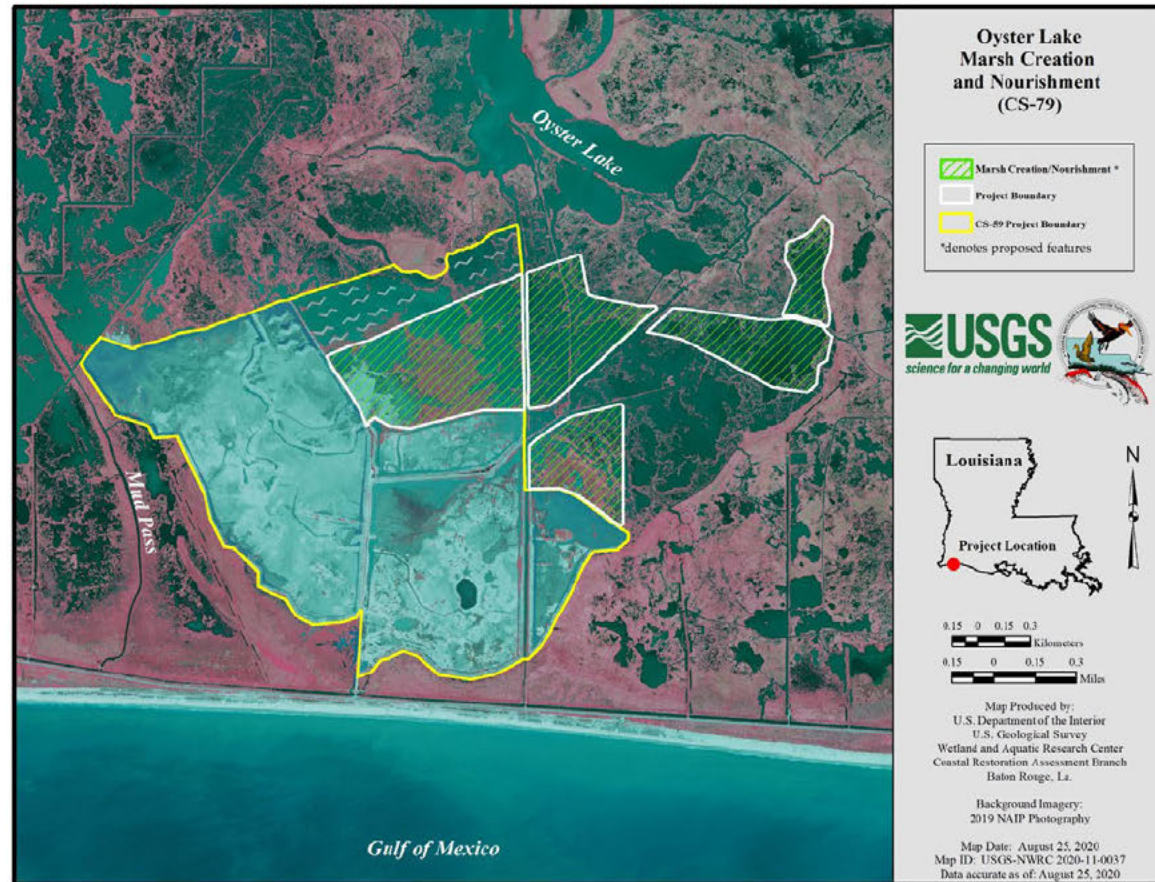 Oyster Lake
Marsh Creation
and Nourishment
(CS-79)
Marsh Creation/Nourishment *
Project Boundary
CS-59 Project Boundary
*denotes proposed features
USGS
science for a changing world
N
Louisiana
Project Location
0.15 0 0.15 0.3
Kilometers
0.15 0 0.15 0.3
Miles
Map Produced by:
U.S. Department of the Interior
U.S. Geological Survey
Wetland and Aquatic Research Center
Coastal Restoration Assessment Branch
Baton Rouge, La.
Background Imagery:
2019 NAIP Photography
Map Date: August 25, 2020
Map ID: USGS-NWRC 2020-11-0037
Data accurate as of: August 25, 2020
Oyster Lake
Mud Pass
Gulf of Mexico